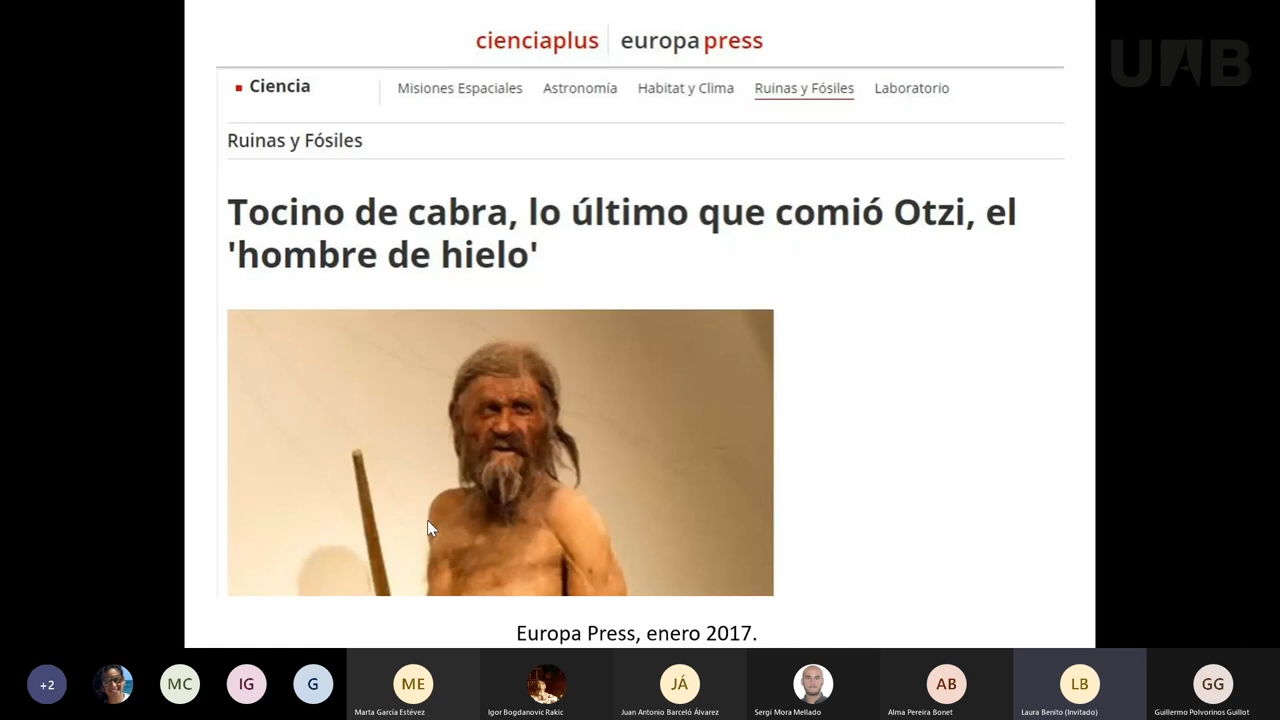 cienciaplus europapress
UAB
Ciencia Misiones Espaciales Astronomía Habitat y Clima Ruinas y Fósiles Laboratorio
Ruinas y Fósiles
Tocino de cabra, lo último que comió Otzi, el
'hombre de hielo'
Europa Press, enero 2017.
+2 MC IG G ME JÁ AB LB GG
Marta García Estévez Igor Bogdanovic Rakic Juan Antonio Barceló Álvarez Sergi Mora Mellado Alma Pereira Bonet Laura Benito (Invitado) Guillermo Polvorinos Guillot